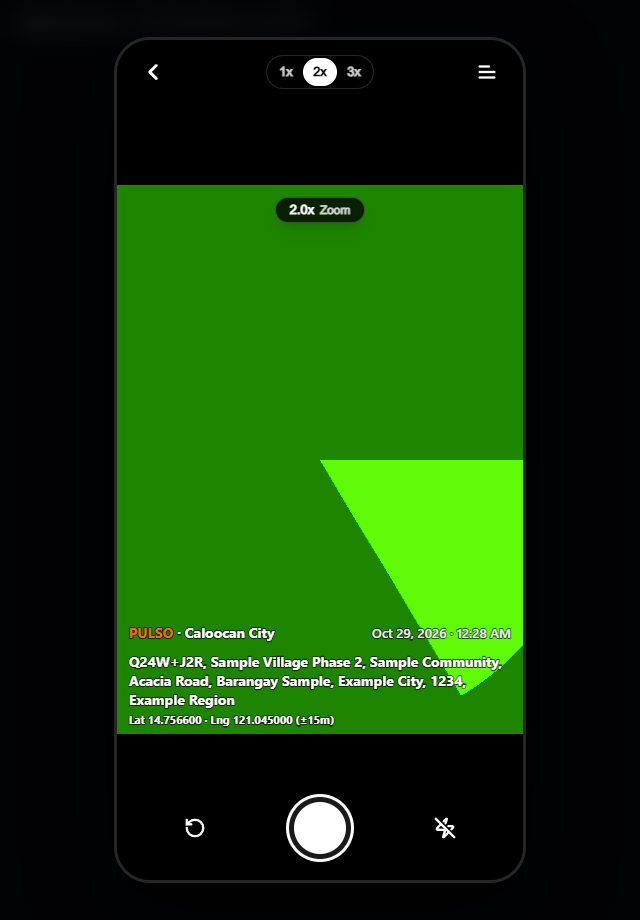 1x 2x 3x
2.0x Zoom
PULSO · Caloocan City Oct 29, 2026 · 12:28 AM
Q24W+J2R, Sample Village Phase 2, Sample Community,
Acacia Road, Barangay Sample, Example City, 1234,
Example Region
Lat 14.756600 · Lng 121.045000 (±15m)